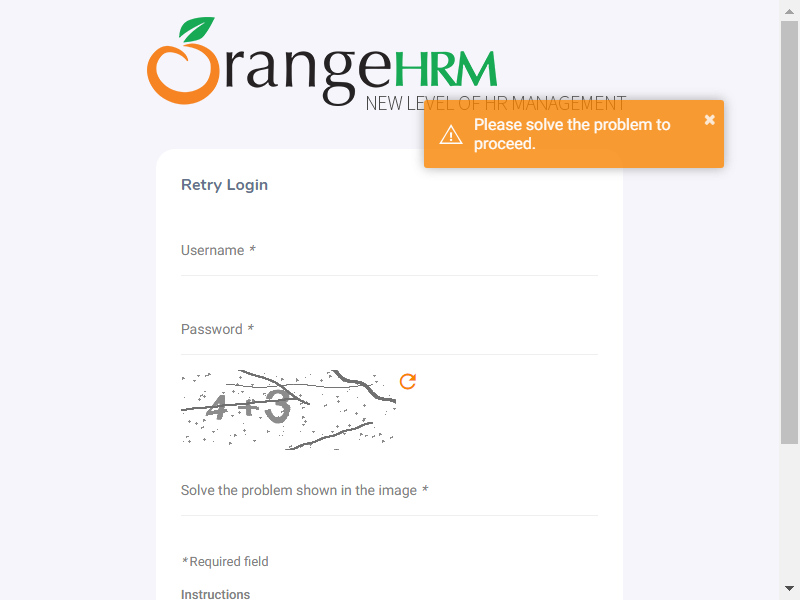 OrangeHRM
NEW LEVEL OF HR MANAGEMENT
Please solve the problem to
proceed.
Retry Login
Username *
Password *
4+3
Solve the problem shown in the image *
*Required field
Instructions